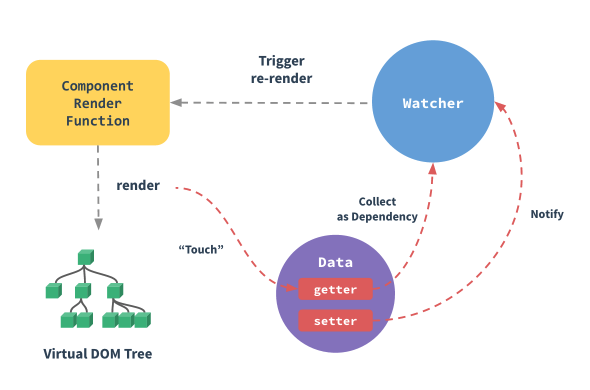 Trigger
re-render
Component
Render
Function
Watcher
render
Collect
as Dependency
Notify
“Touch”
Data
getter
setter
Virtual DOM Tree